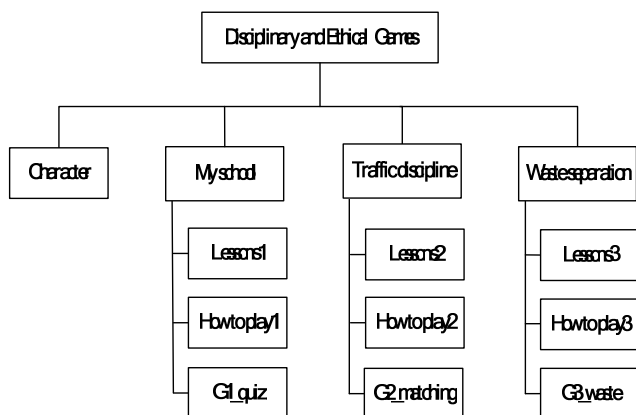 Disciplinary and Ethical Games
Character
My school
Traffic discipline
Waste separation
Lessons1
Lessons2
Lessons3
How to play1
How to play2
How to play3
G1_quiz
G2_matching
G3_waste